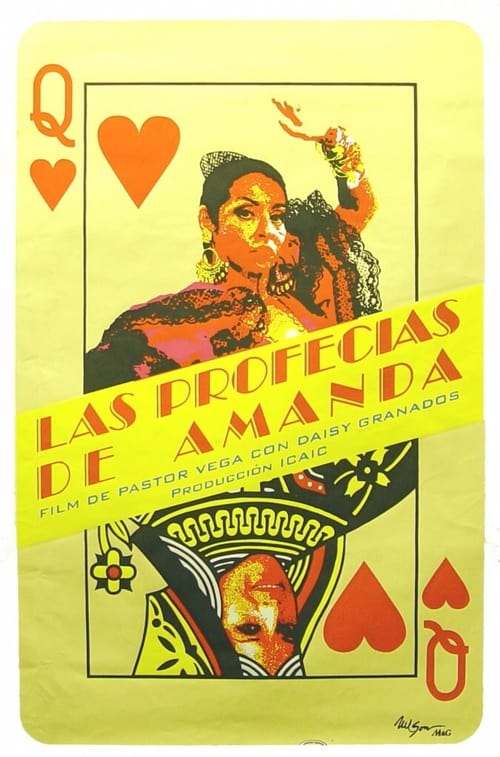 Q
LAS PROFECIAS
DE AMANDA
FILM DE PASTOR VEGA CON DAISY GRANADOS
PRODUCCIÓN ICAIC
Q